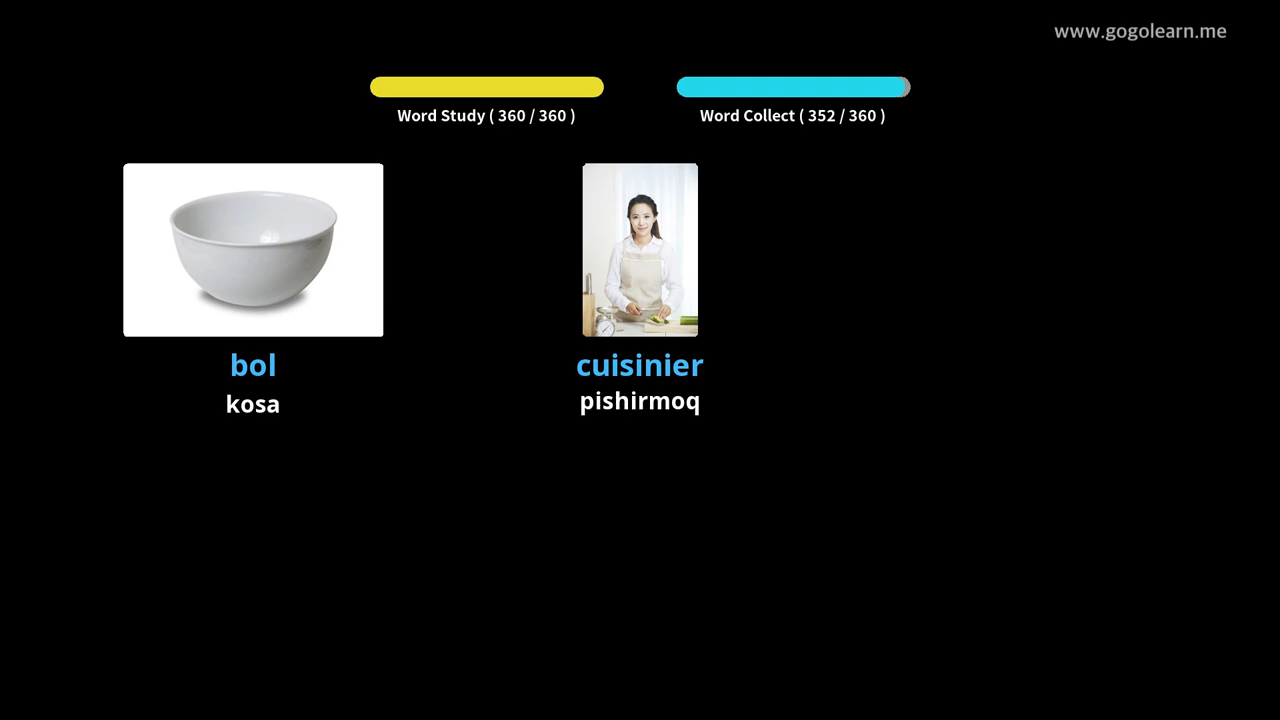 www.gogolearn.me
Word Study ( 360 / 360 )
Word Collect ( 352 / 360 )
bol
kosa
cuisinier
pishirmoq